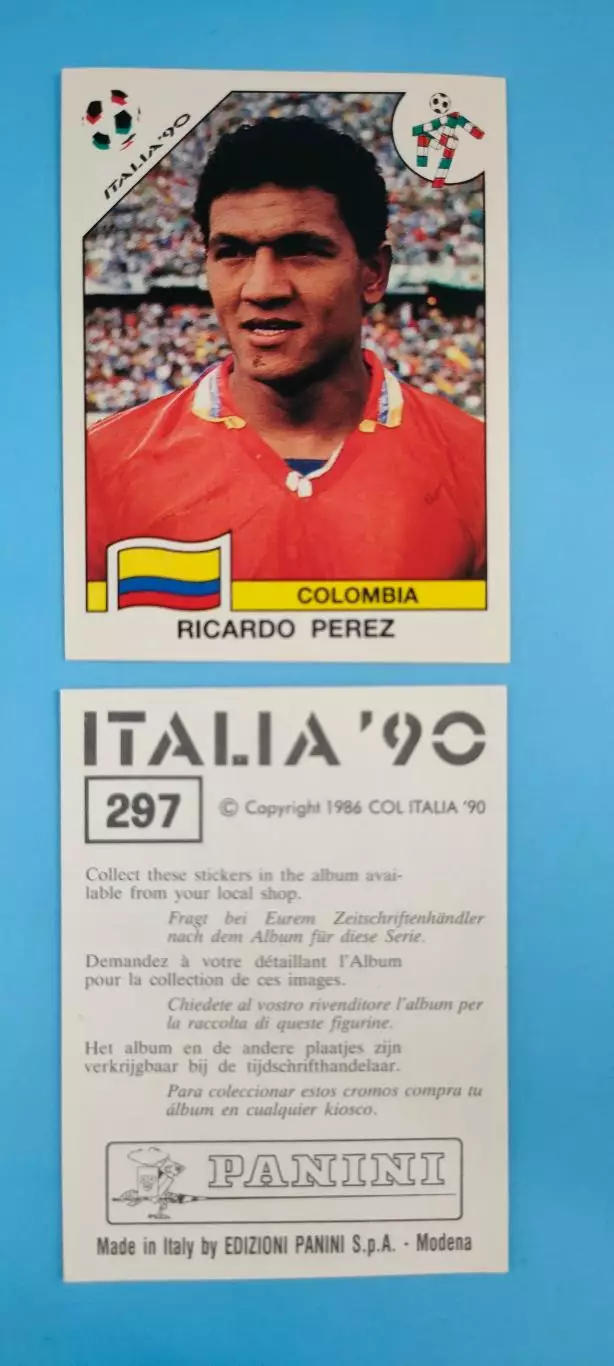 ITALIA'90
COLOMBIA
RICARDO PEREZ
ITALIA '90
297
© Copyright 1986 COL ITALIA '90
Collect these stickers in the album avai-
lable from your local shop.
Fragt bei Eurem Zeitschriftenhändler
nach dem Album für diese Serie.
Demandez à votre détaillant l'Album
pour la collection de ces images.
Chiedete al vostro rivenditore l'album per
la raccolta di queste figurine.
Het album en de andere plaatjes zijn
verkrijgbaar bij de tijdschrifthandelaar.
Para coleccionar estos cromos compra tu
álbum en cualquier kiosco.
PANINI
Made in Italy by EDIZIONI PANINI S.p.A. - Modena